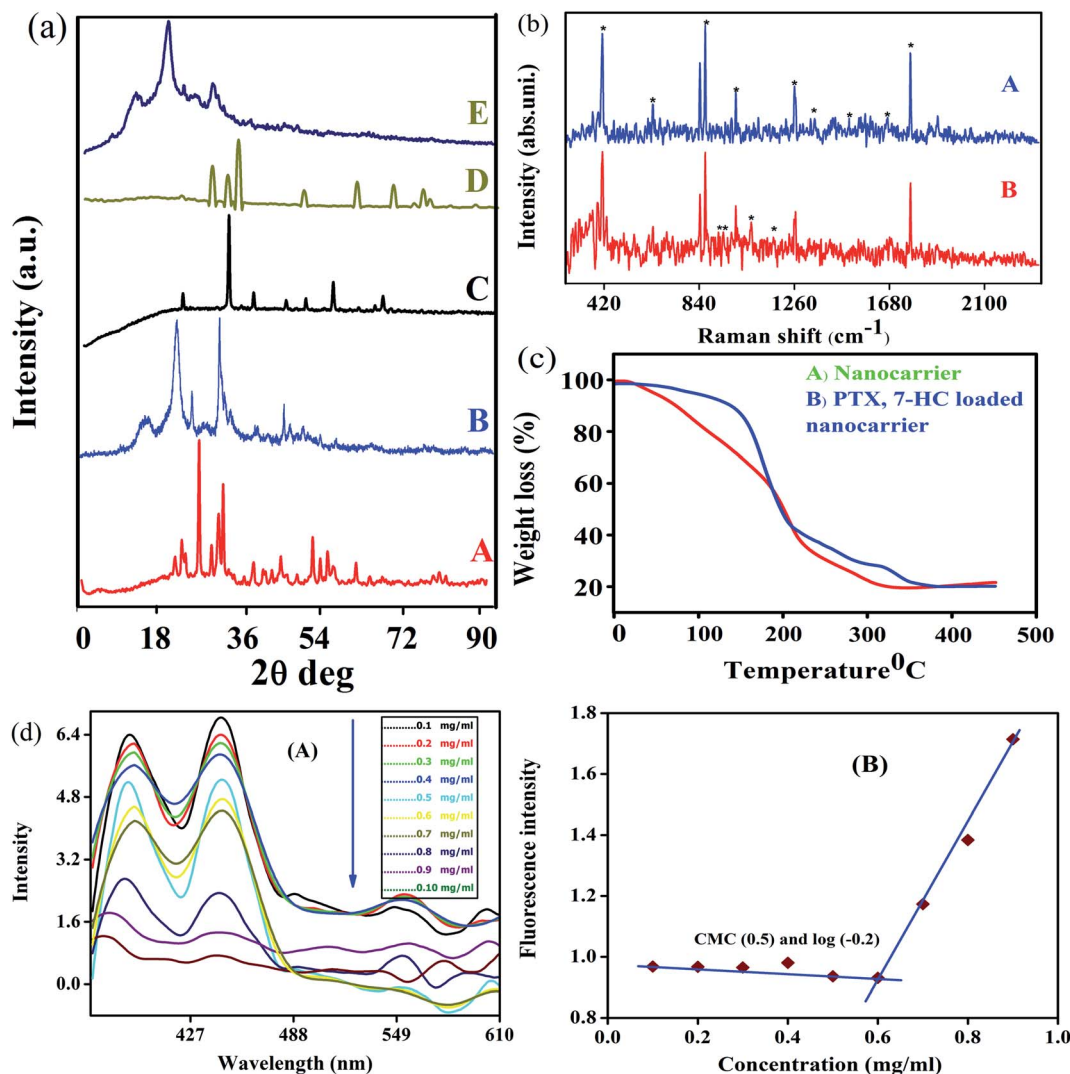 (a)
E
D
C
B
A
Intensity (a.u.)
0 18 36 54 72 90
2θ deg
(b)
A
B
* * * * * * * * * *
** * *
Intensity (abs.uni.)
420 840 1260 1680 2100
Raman shift (cm-1)
(c)
A) Nanocarrier
B) PTX, 7-HC loaded
nanocarrier
100
80
60
40
20
Weight loss (%)
0 100 200 300 400 500
Temperature⁰C
(d)
(A)
........0.1 mg/ml
........0.2 mg/ml
........0.3 mg/ml
........0.4 mg/ml
........0.5 mg/ml
........0.6 mg/ml
........0.7 mg/ml
........0.8 mg/ml
........0.9 mg/ml
........0.10 mg/ml
6.4
4.8
3.2
1.6
0.0
Intensity
427 488 549 610
Wavelength (nm)
(B)
CMC (0.5) and log (-0.2)
1.8
1.6
1.4
1.2
1.0
0.8
Fluorescence intensity
0.0 0.2 0.4 0.6 0.8 1.0
Concentration (mg/ml)